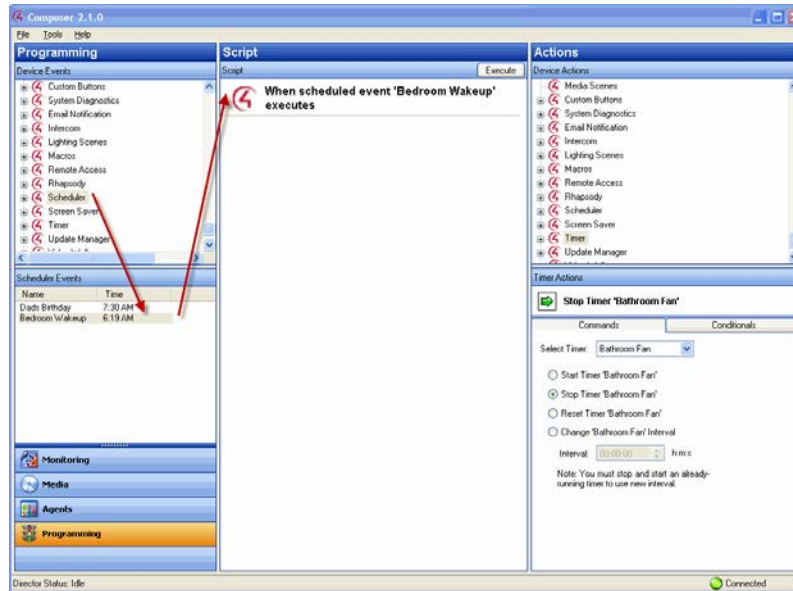 Composer 2.1.0
File Tools Help
Programming
Device Events
Custom Buttons
System Diagnostics
Email Notification
Intercom
Lighting Scenes
Macros
Remote Access
Rhapsody
Scheduler
Screen Saver
Timer
Update Manager
Scheduler Events
Name Time
Dads Birthday 7:30 AM
Bedroom Wakeup 6:19 AM
Monitoring
Media
Agents
Programming
Script
Script Execute
When scheduled event 'Bedroom Wakeup'
executes
Actions
Device Actions
Media Scenes
Custom Buttons
System Diagnostics
Email Notification
Intercom
Lighting Scenes
Macros
Remote Access
Rhapsody
Scheduler
Screen Saver
Timer
Update Manager
Timer Actions
Stop Timer 'Bathroom Fan'
Commands Conditionals
Select Timer: Bathroom Fan
Start Timer 'Bathroom Fan'
Stop Timer 'Bathroom Fan'
Reset Timer 'Bathroom Fan'
Change 'Bathroom Fan' Interval
Interval: 00:00:00 h:m:s
Note: You must stop and start an already-
running timer to use new interval.
Director Status: Idle
Connected